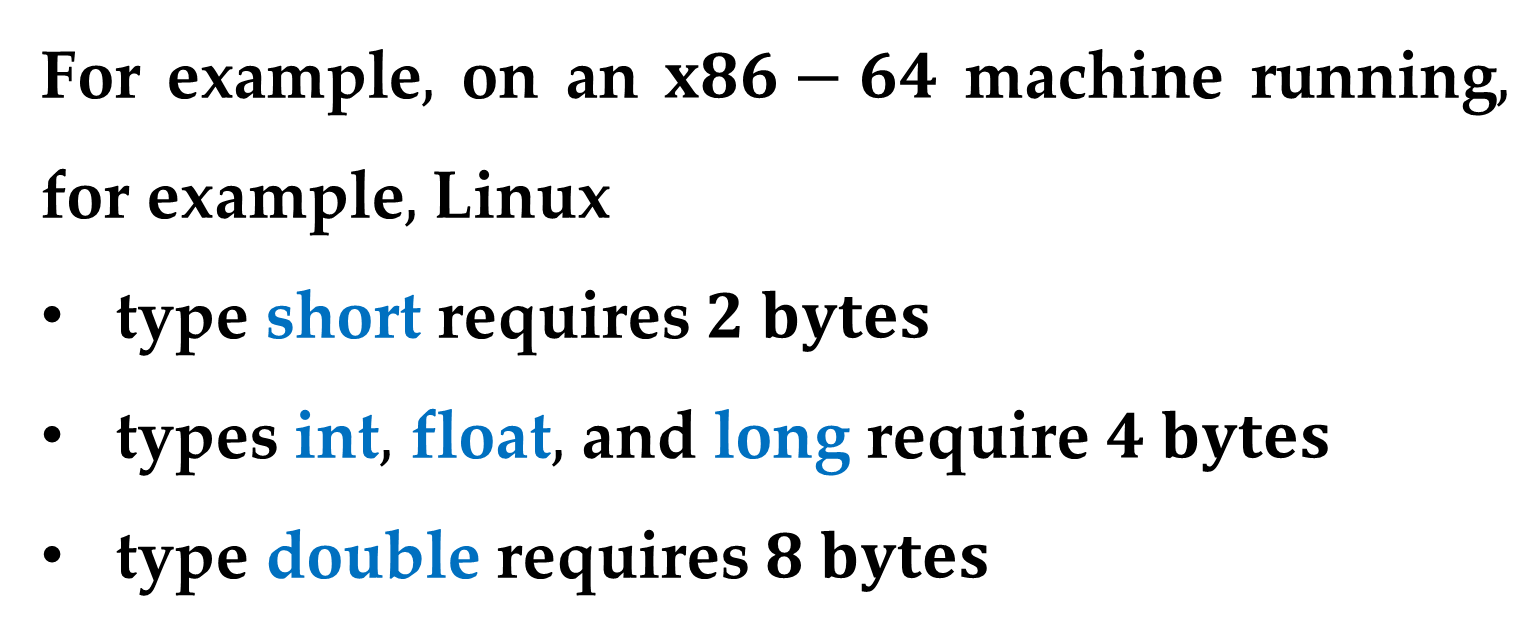 For example, on an x86 – 64 machine running,
for example, Linux
• type short requires 2 bytes
• types int, float, and long require 4 bytes
• type double requires 8 bytes